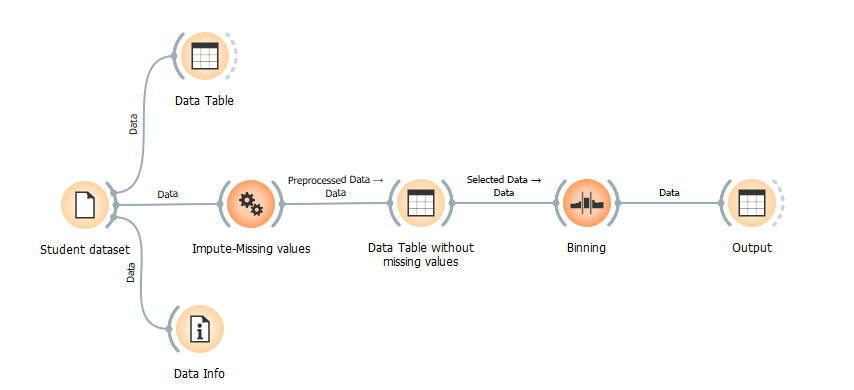 Data Table
Data
Data
Preprocessed Data →
Data
Selected Data →
Data
Data
Student dataset
Impute-Missing values
Data Table without
missing values
Binning
Output
Data
Data Info